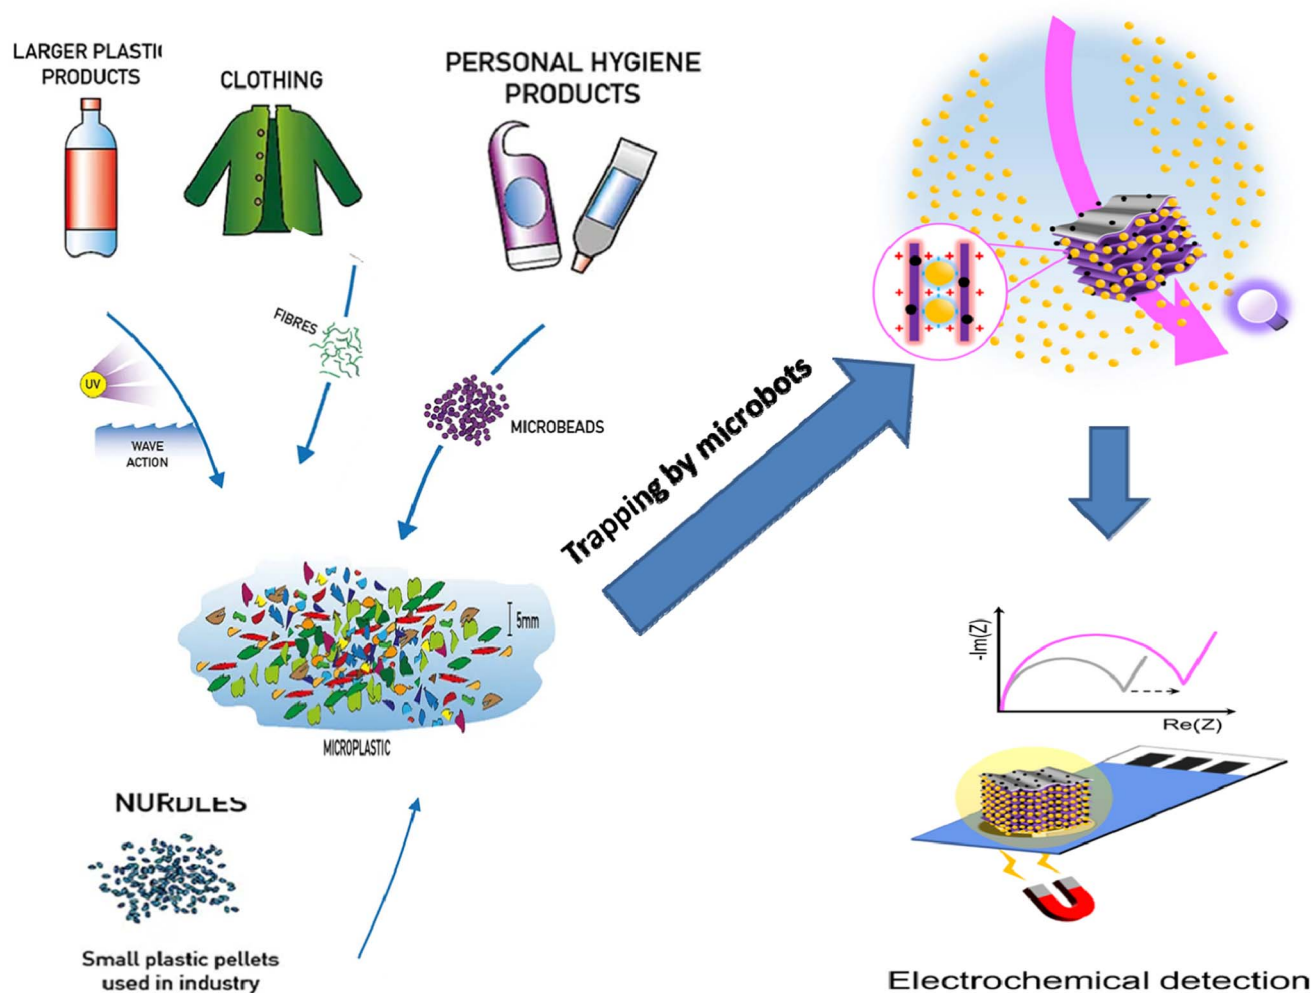 LARGER PLASTI
PRODUCTS
CLOTHING
PERSONAL HYGIENE
PRODUCTS
FIBRES
UV
WAVE
ACTION
MICROBEADS
Trapping by microbots
5mm
MICROPLASTIC
NURDLES
Small plastic pellets
used in industry
-Im(Z)
Re(Z)
Electrochemical detection